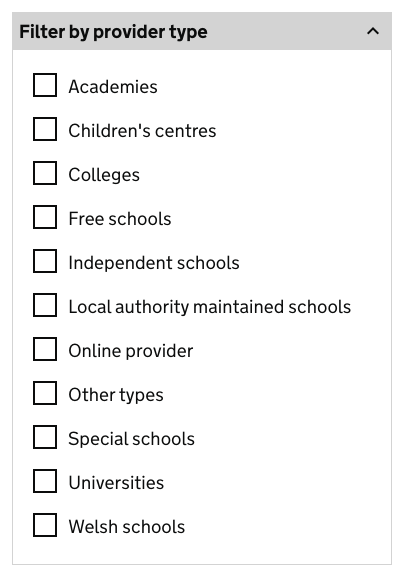 Filter by provider type
Academies
Children's centres
Colleges
Free schools
Independent schools
Local authority maintained schools
Online provider
Other types
Special schools
Universities
Welsh schools